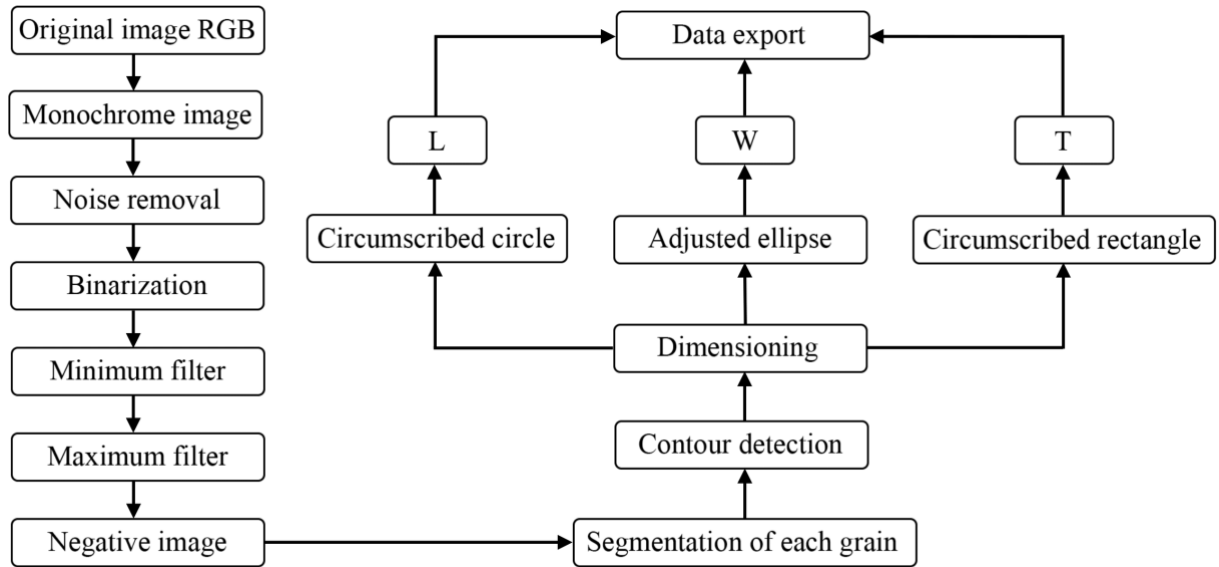 Original image RGB
Monochrome image
Noise removal
Binarization
Minimum filter
Maximum filter
Negative image
Segmentation of each grain
Contour detection
Dimensioning
Circumscribed circle
Adjusted ellipse
Circumscribed rectangle
L
W
T
Data export